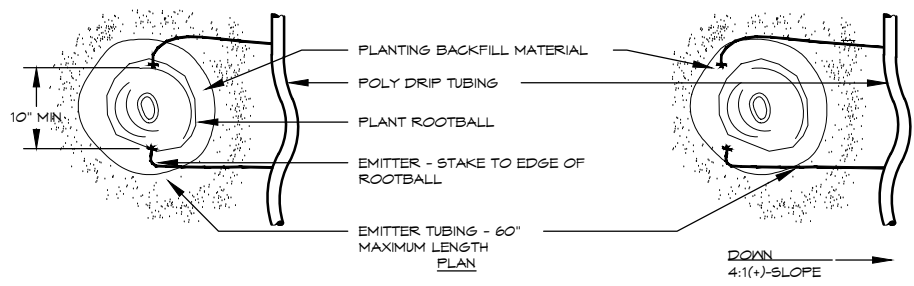 PLANTING BACKFILL MATERIAL
POLY DRIP TUBING
10" MIN
PLANT ROOTBALL
EMITTER - STAKE TO EDGE OF
ROOTBALL
EMITTER TUBING - 60"
MAXIMUM LENGTH
PLAN
DOWN
4:1(+)-SLOPE